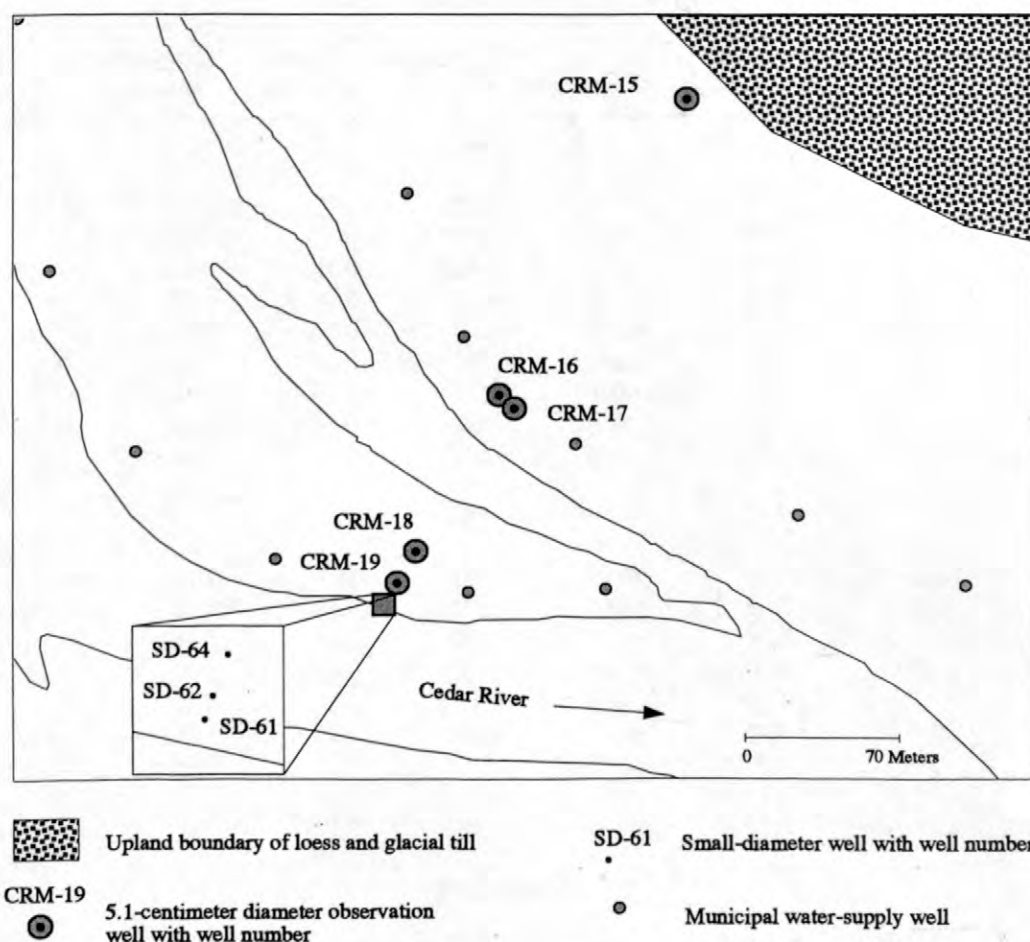 CRM-15
CRM-16
CRM-17
CRM-18
CRM-19
SD-64
SD-62
SD-61
Cedar River
0 70 Meters
Upland boundary of loess and glacial till
SD-61 Small-diameter well with well number
CRM-19
5.1-centimeter diameter observation
well with well number
Municipal water-supply well